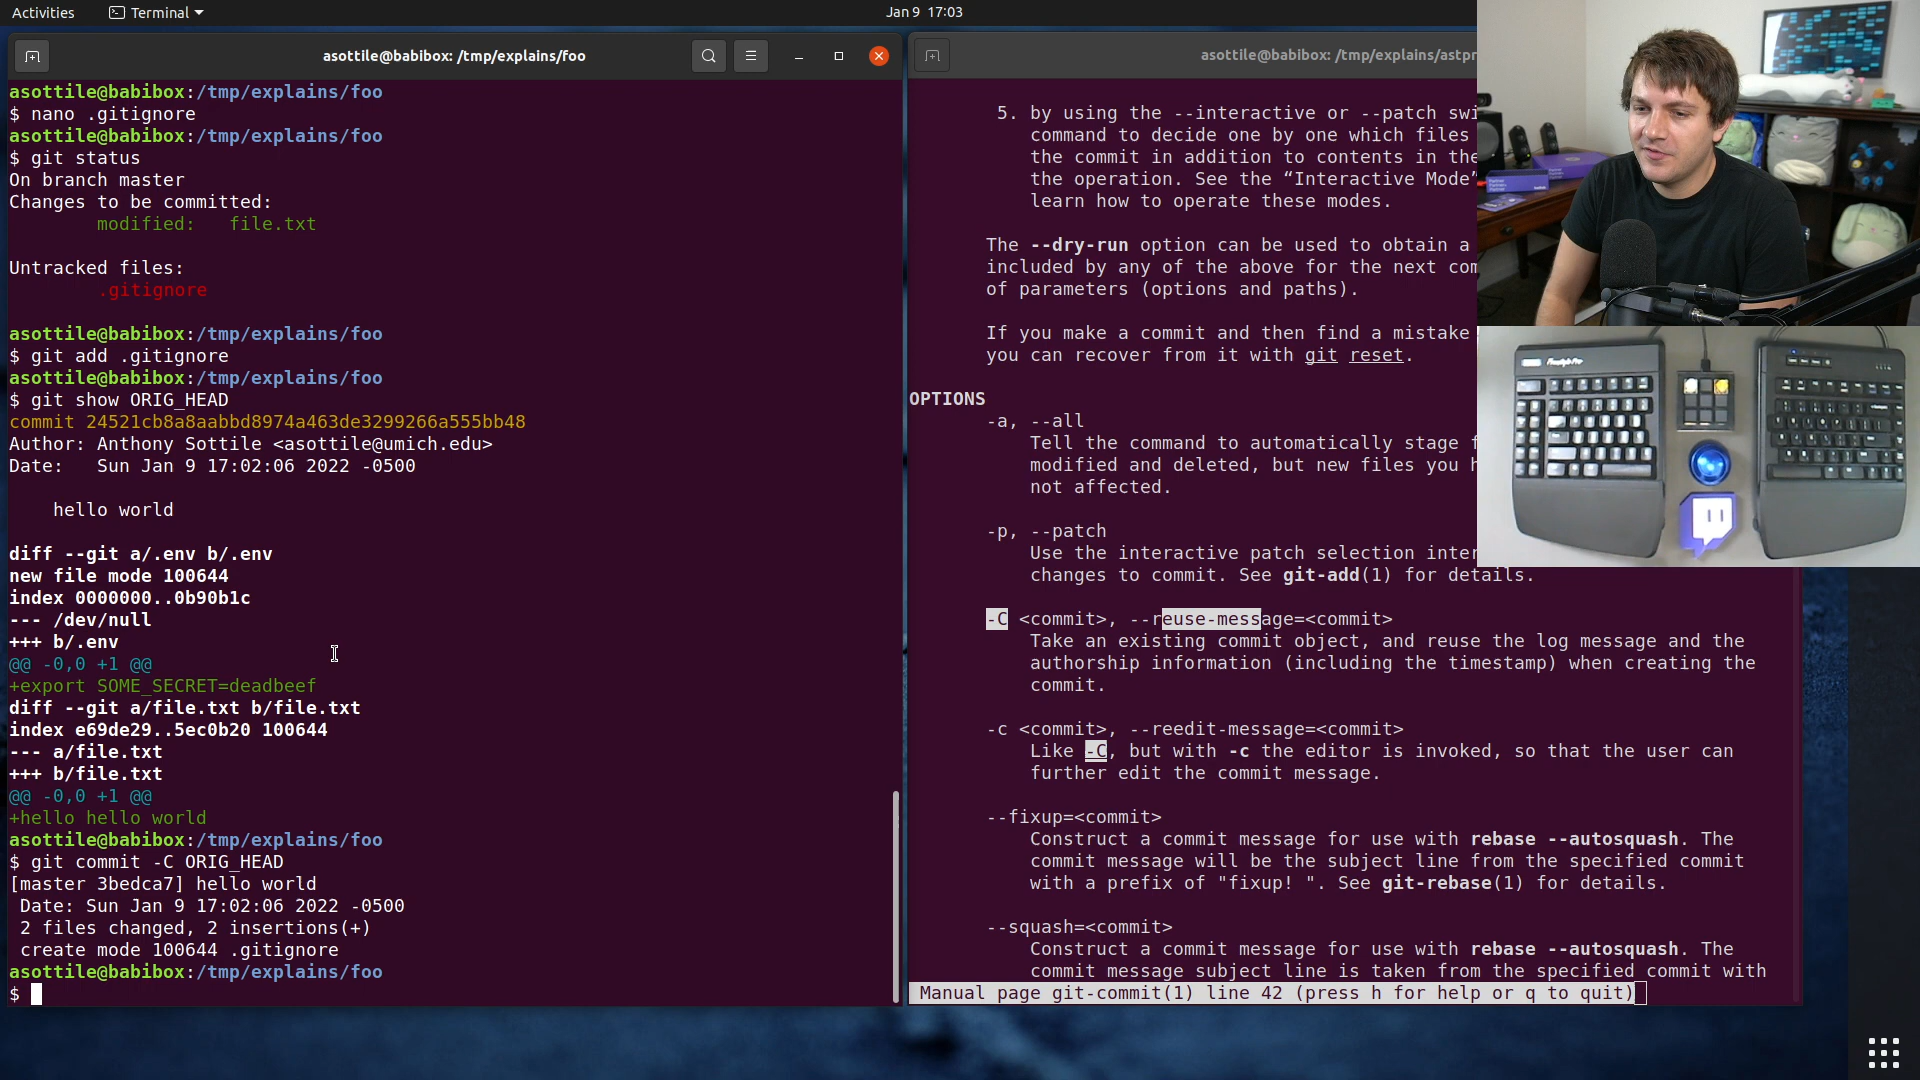 Activities
Terminal
Jan 9 17:03
asottile@babibox: /tmp/explains/foo
asottile@babibox:/tmp/explains/foo
$ nano .gitignore
asottile@babibox:/tmp/explains/foo
$ git status
On branch master
Changes to be committed:
modified: file.txt
Untracked files:
.gitignore
asottile@babibox:/tmp/explains/foo
$ git add .gitignore
asottile@babibox:/tmp/explains/foo
$ git show ORIG_HEAD
commit 24521cb8a8aabbd8974a463de3299266a555bb48
Author: Anthony Sottile <asottile@umich.edu>
Date: Sun Jan 9 17:02:06 2022 -0500
hello world
diff --git a/.env b/.env
new file mode 100644
index 0000000..0b90b1c
--- /dev/null
+++ b/.env
@@ -0,0 +1 @@
+export SOME_SECRET=deadbeef
diff --git a/file.txt b/file.txt
index e69de29..5ec0b20 100644
--- a/file.txt
+++ b/file.txt
@@ -0,0 +1 @@
+hello hello world
asottile@babibox:/tmp/explains/foo
$ git commit -C ORIG_HEAD
[master 3bedca7] hello world
Date: Sun Jan 9 17:02:06 2022 -0500
2 files changed, 2 insertions(+)
create mode 100644 .gitignore
asottile@babibox:/tmp/explains/foo
$
asottile@babibox: /tmp/explains/astpr
5. by using the --interactive or --patch swi
command to decide one by one which files
the commit in addition to contents in the
the operation. See the “Interactive Mode”
learn how to operate these modes.
The --dry-run option can be used to obtain a
included by any of the above for the next com
of parameters (options and paths).
If you make a commit and then find a mistake
you can recover from it with git reset.
OPTIONS
-a, --all
Tell the command to automatically stage f
modified and deleted, but new files you h
not affected.
-p, --patch
Use the interactive patch selection inter
changes to commit. See git-add(1) for details.
-C <commit>, --reuse-message=<commit>
Take an existing commit object, and reuse the log message and the
authorship information (including the timestamp) when creating the
commit.
-c <commit>, --reedit-message=<commit>
Like -C, but with -c the editor is invoked, so that the user can
further edit the commit message.
--fixup=<commit>
Construct a commit message for use with rebase --autosquash. The
commit message will be the subject line from the specified commit
with a prefix of "fixup! ". See git-rebase(1) for details.
--squash=<commit>
Construct a commit message for use with rebase --autosquash. The
commit message subject line is taken from the specified commit with
Manual page git-commit(1) line 42 (press h for help or q to quit)